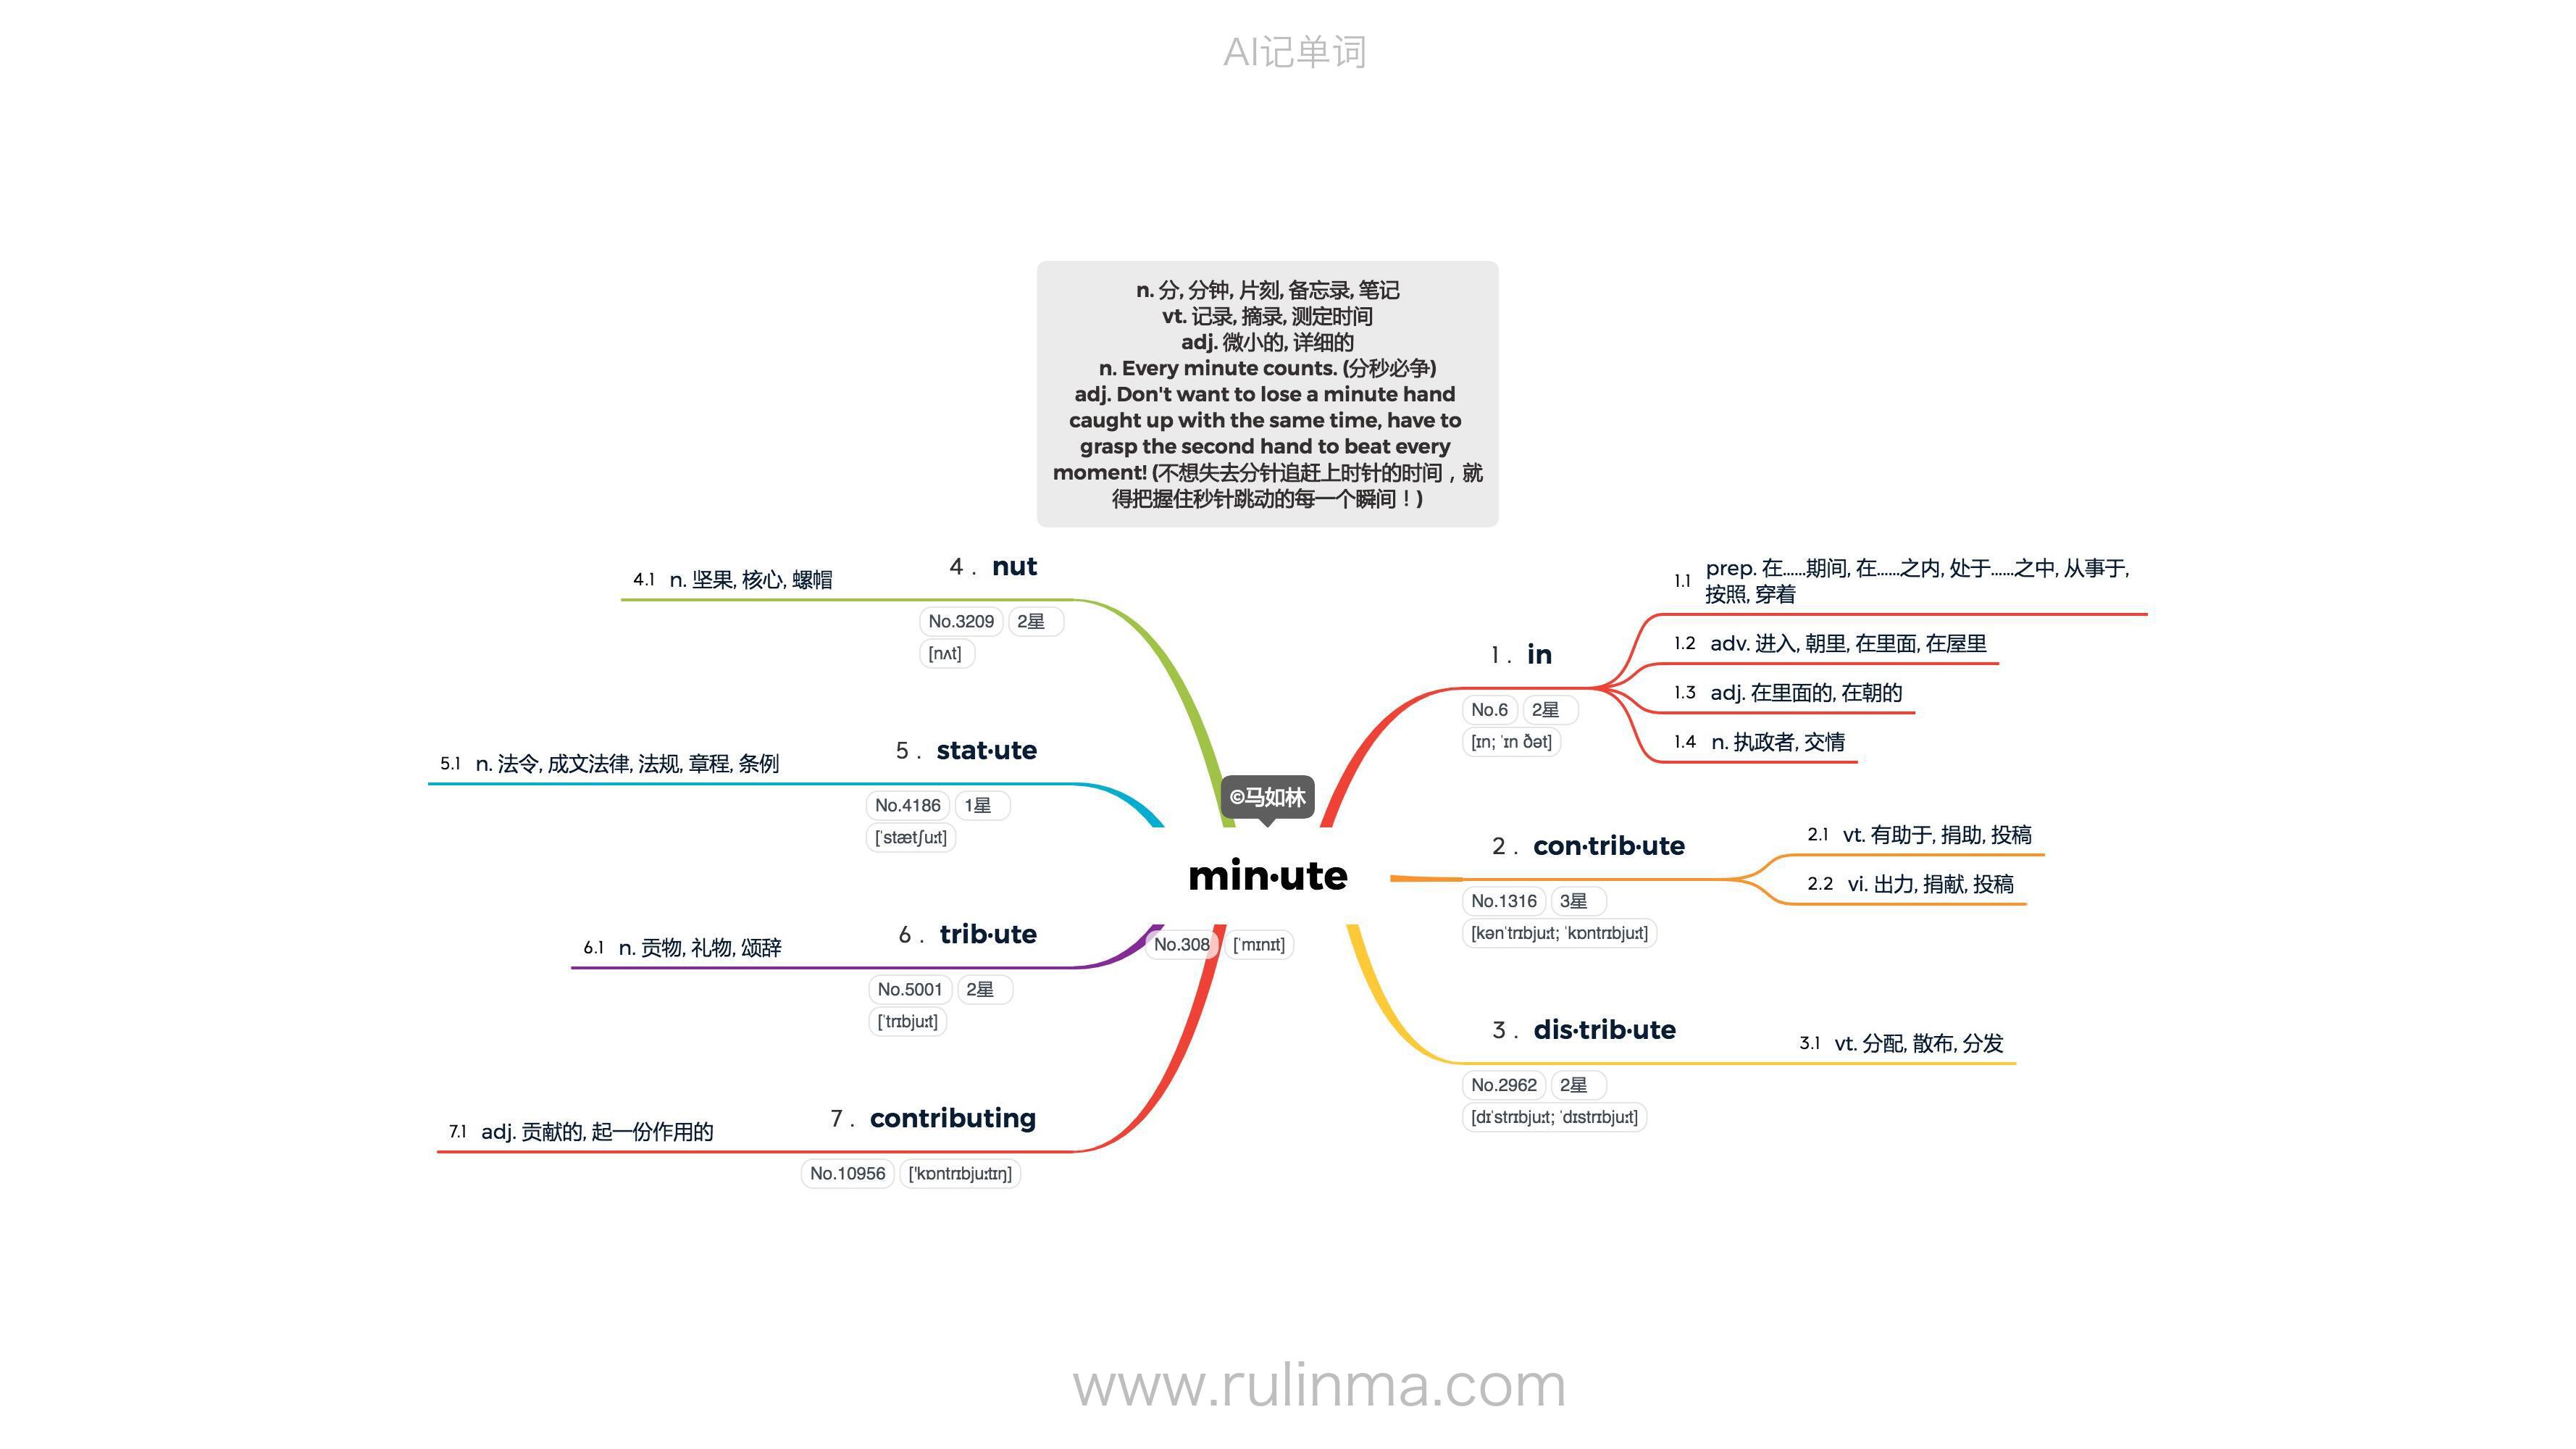 AI记单词
n. 分, 分钟, 片刻, 备忘录, 笔记
vt. 记录, 摘录, 测定时间
adj. 微小的, 详细的
n. Every minute counts. (分秒必争)
adj. Don't want to lose a minute hand
caught up with the same time, have to
grasp the second hand to beat every
moment! (不想失去分针追赶上时针的时间，就
得把握住秒针跳动的每一个瞬间！)
©马如林
min·ute
No.308 [ˈmɪnɪt]
1 . in
No.6 2星
[ɪn; ˈɪn ðət]
1.1 prep. 在……期间, 在……之内, 处于……之中, 从事于,
按照, 穿着
1.2 adv. 进入, 朝里, 在里面, 在屋里
1.3 adj. 在里面的, 在朝的
1.4 n. 执政者, 交情
2 . con·trib·ute
No.1316 3星
[kənˈtrɪbjuːt; ˈkɒntrɪbjuːt]
2.1 vt. 有助于, 捐助, 投稿
2.2 vi. 出力, 捐献, 投稿
3 . dis·trib·ute
No.2962 2星
[dɪˈstrɪbjuːt; ˈdɪstrɪbjuːt]
3.1 vt. 分配, 散布, 分发
4 . nut
No.3209 2星
[nʌt]
4.1 n. 坚果, 核心, 螺帽
5 . stat·ute
No.4186 1星
[ˈstætʃuːt]
5.1 n. 法令, 成文法律, 法规, 章程, 条例
6 . trib·ute
No.5001 2星
[ˈtrɪbjuːt]
6.1 n. 贡物, 礼物, 颂辞
7 . contributing
No.10956 ['kɒntrɪbjuːtɪŋ]
7.1 adj. 贡献的, 起一份作用的
www.rulinma.com